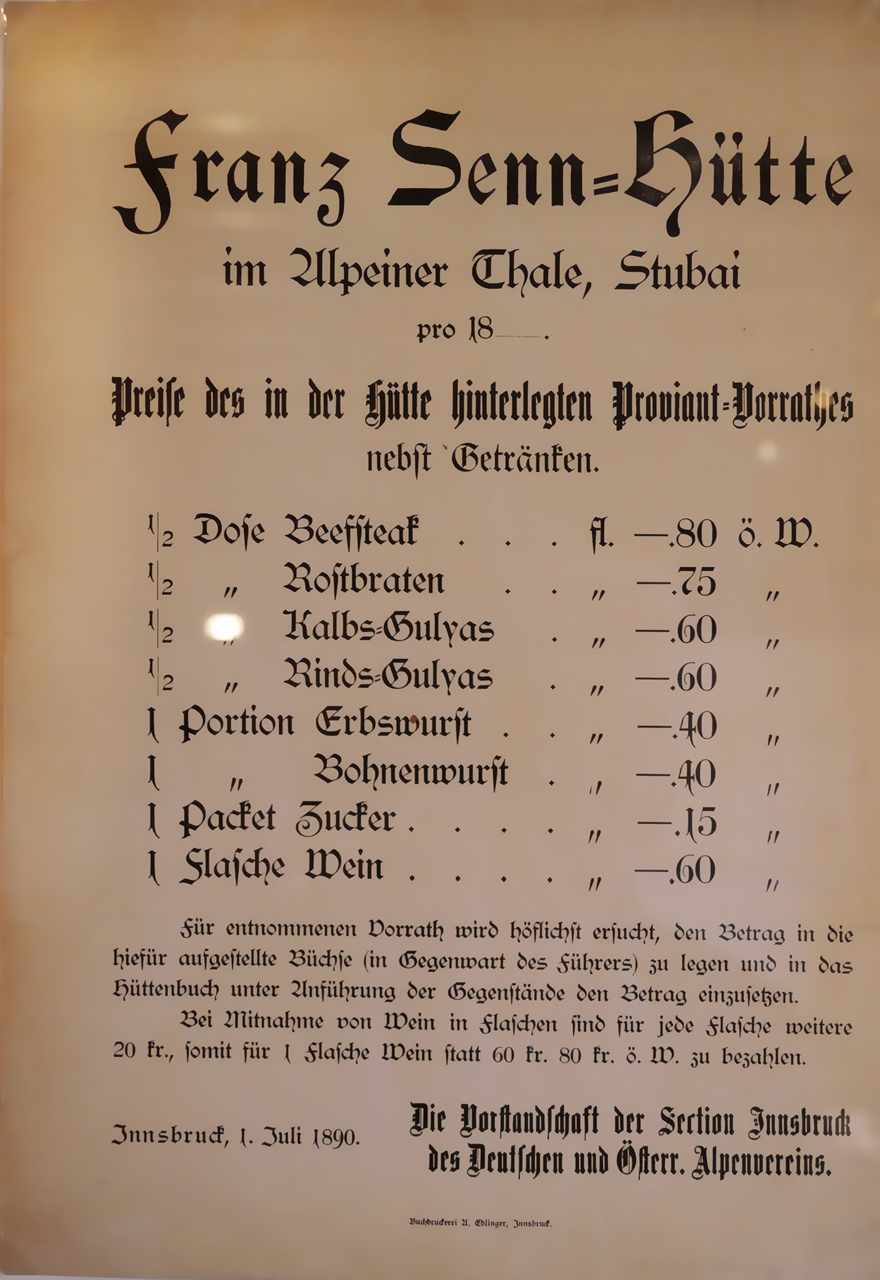 Franz Senn=Hütte
im Alpeiner Thale, Stubai
pro 18___.
Preise des in der Hütte hinterlegten Proviant=Vorrathes
nebst Getränken.
1/2 Dose Beefsteak . . . fl. —.80 ö. W.
1/2 „ Rostbraten . . „ —.75 „
1/2 „ Kalbs=Gulyas . „ —.60 „
1/2 „ Rinds=Gulyas . „ —.60 „
1 Portion Erbswurst . . „ —.40 „
1 „ Bohnenwurst . „ —.40 „
1 Packet Zucker . . . . „ —.15 „
1 Flasche Wein . . . . „ —.60 „
Für entnommenen Vorrath wird höflichst ersucht, den Betrag in die
hiefür aufgestellte Büchse (in Gegenwart des Führers) zu legen und in das
Hüttenbuch unter Anführung der Gegenstände den Betrag einzusetzen.
Bei Mitnahme von Wein in Flaschen sind für jede Flasche weitere
20 kr., somit für 1 Flasche Wein statt 60 kr. 80 kr. ö. W. zu bezahlen.
Innsbruck, 1. Juli 1890.
Die Vorstandschaft der Section Innsbruck
des Deutschen und Österr. Alpenvereins.
Buchdruckerei A. Edlinger, Innsbruck.